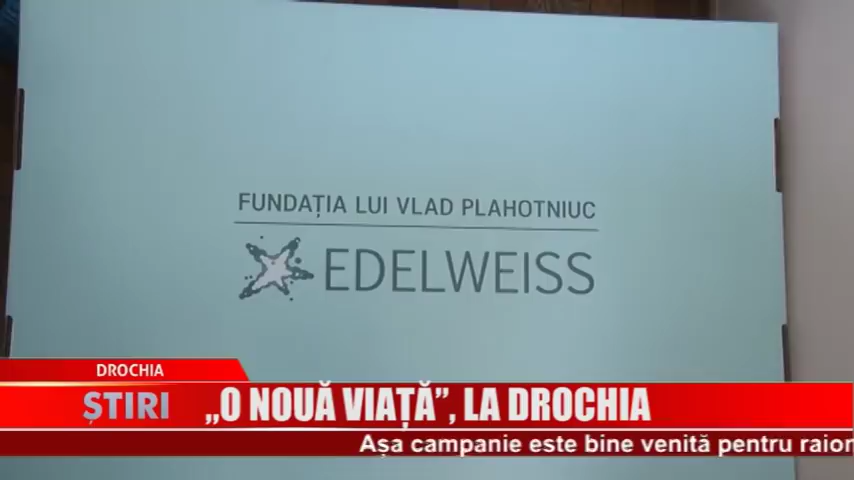 FUNDAȚIA LUI VLAD PLAHOTNIUC
EDELWEISS
DROCHIA
ȘTIRI
„O NOUĂ VIAȚĂ”, LA DROCHIA
Așa campanie este bine venită pentru raion